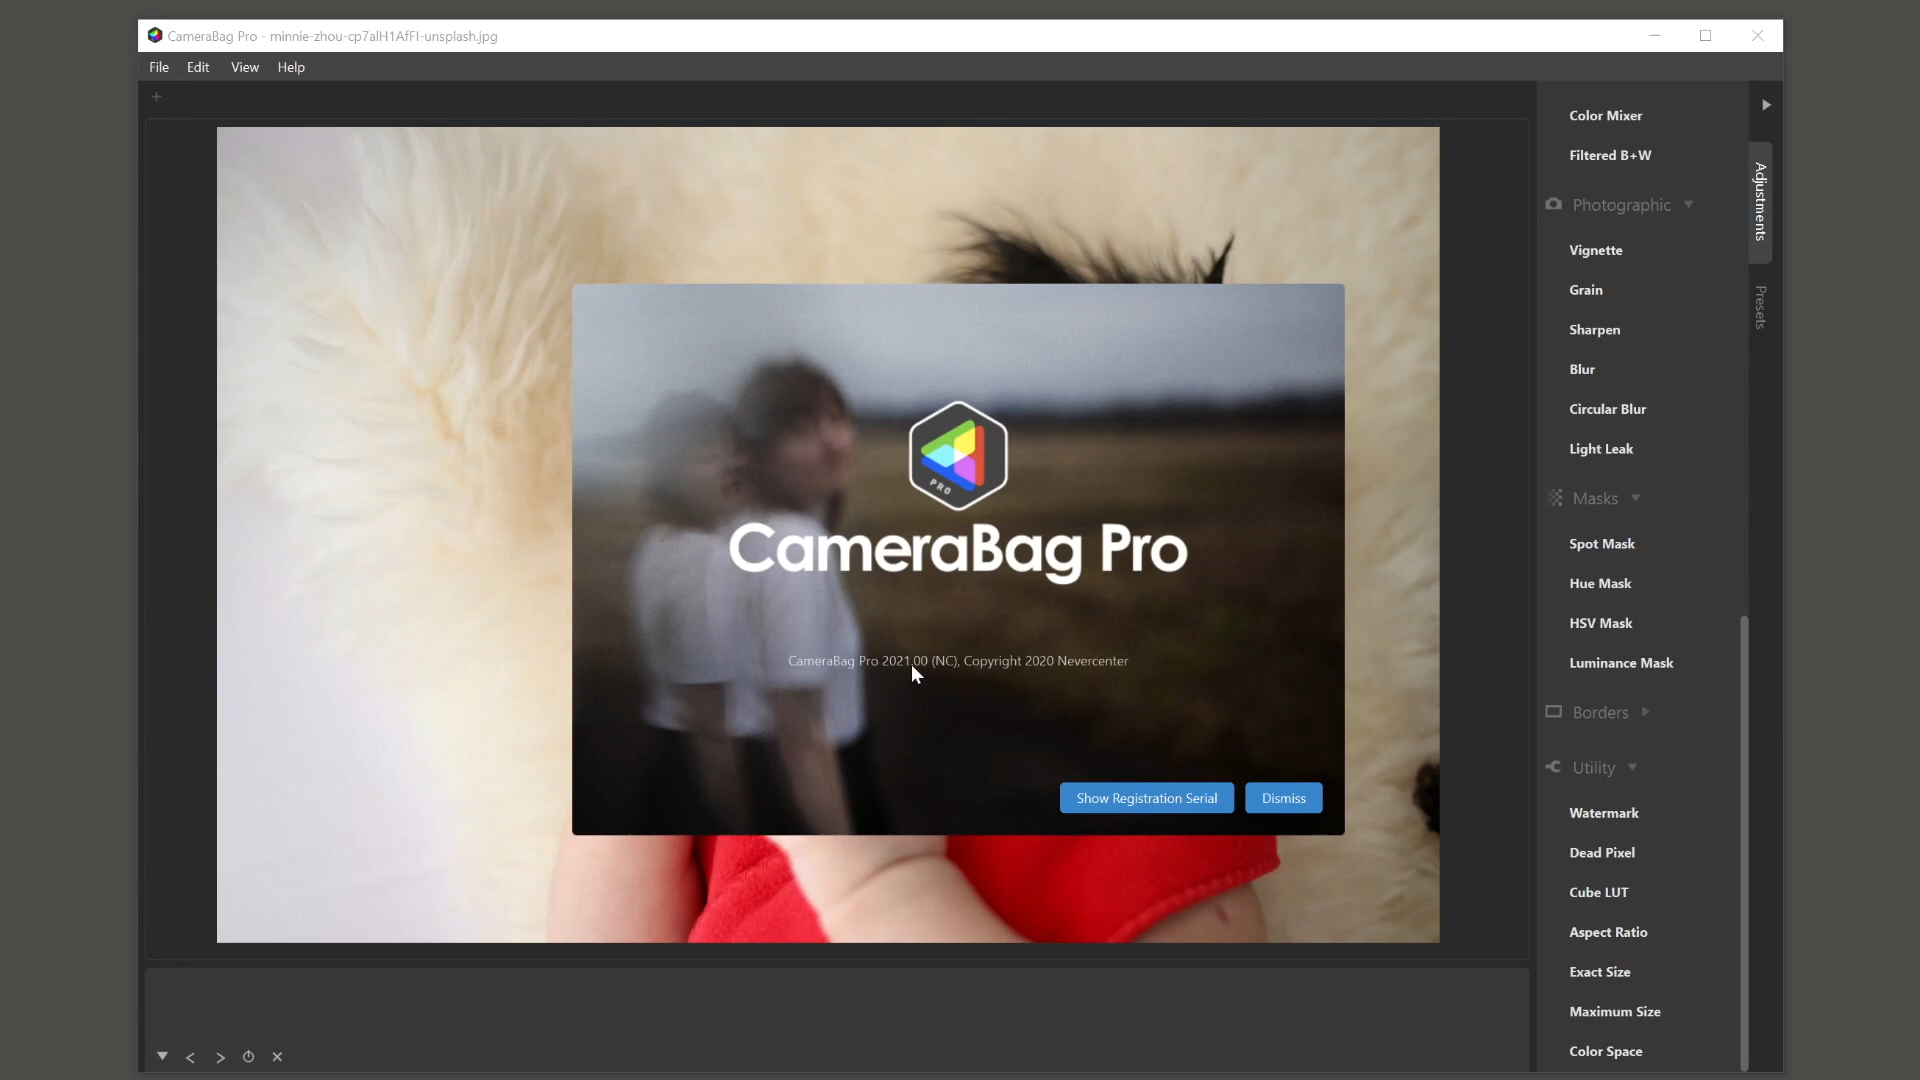 CameraBag Pro - minnie-zhou-cp7alH1AfFI-unsplash.jpg
File Edit View Help
Color Mixer
Filtered B+W
Photographic
Vignette
Grain
Sharpen
Blur
Circular Blur
Light Leak
Masks
Spot Mask
Hue Mask
HSV Mask
Luminance Mask
Borders
Utility
Watermark
Dead Pixel
Cube LUT
Aspect Ratio
Exact Size
Maximum Size
Color Space
Adjustments
Presets
PRO
CameraBag Pro
CameraBag Pro 2021.00 (NC), Copyright 2020 Nevercenter
Show Registration Serial
Dismiss